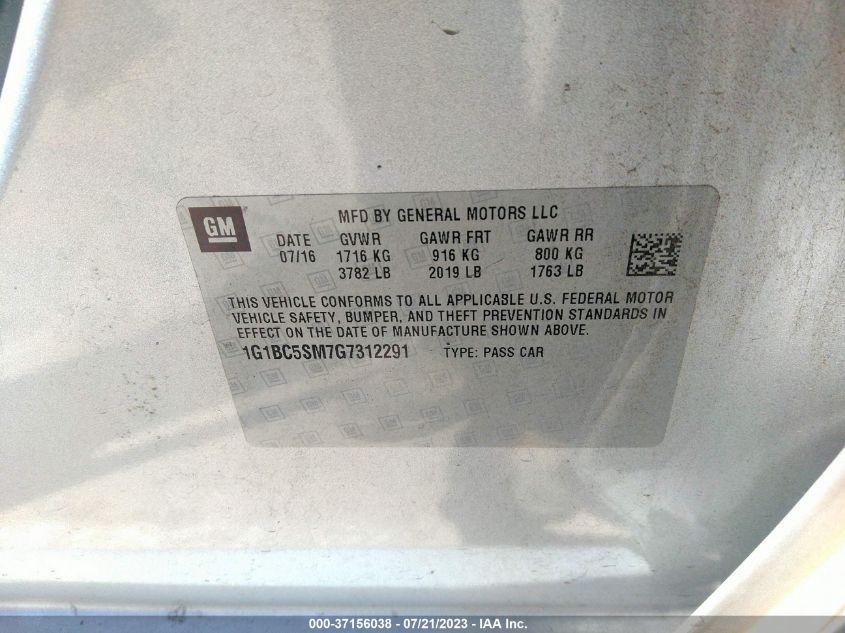 GM
MFD BY GENERAL MOTORS LLC
DATE GVWR GAWR FRT GAWR RR
07/16 1716 KG 916 KG 800 KG
3782 LB 2019 LB 1763 LB
THIS VEHICLE CONFORMS TO ALL APPLICABLE U.S. FEDERAL MOTOR
VEHICLE SAFETY, BUMPER, AND THEFT PREVENTION STANDARDS IN
EFFECT ON THE DATE OF MANUFACTURE SHOWN ABOVE.
1G1BC5SM7G7312291 TYPE: PASS CAR
000-37156038 - 07/21/2023 - IAA Inc.